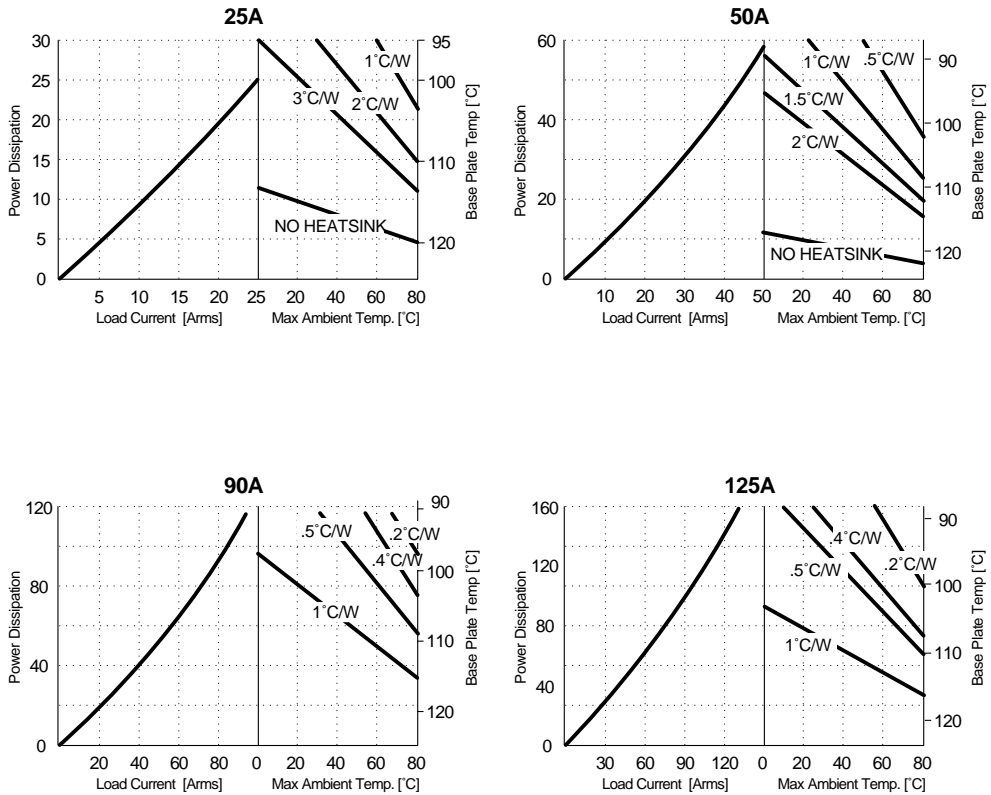 25A
30
25
20
15
10
5
0
Power Dissipation
5 10 15 20 25 20 40 60 80
Load Current [Arms] Max Ambient Temp. [˚C]
95
100
110
120
Base Plate Temp [˚C]
1˚C/W
2˚C/W
3˚C/W
NO HEATSINK
50A
60
40
20
0
Power Dissipation
10 20 30 40 50 20 40 60 80
Load Current [Arms] Max Ambient Temp. [˚C]
90
100
110
120
Base Plate Temp [˚C]
1˚C/W
.5˚C/W
1.5˚C/W
2˚C/W
NO HEATSINK
90A
120
80
40
0
Power Dissipation
20 40 60 80 0 20 40 60 80
Load Current [Arms] Max Ambient Temp. [˚C]
90
100
110
120
Base Plate Temp [˚C]
.5˚C/W
.2˚C/W
.4˚C/W
1˚C/W
125A
160
120
80
40
0
Power Dissipation
30 60 90 120 0 20 40 60 80
Load Current [Arms] Max Ambient Temp. [˚C]
90
100
110
120
Base Plate Temp [˚C]
.4˚C/W
.5˚C/W
.2˚C/W
1˚C/W